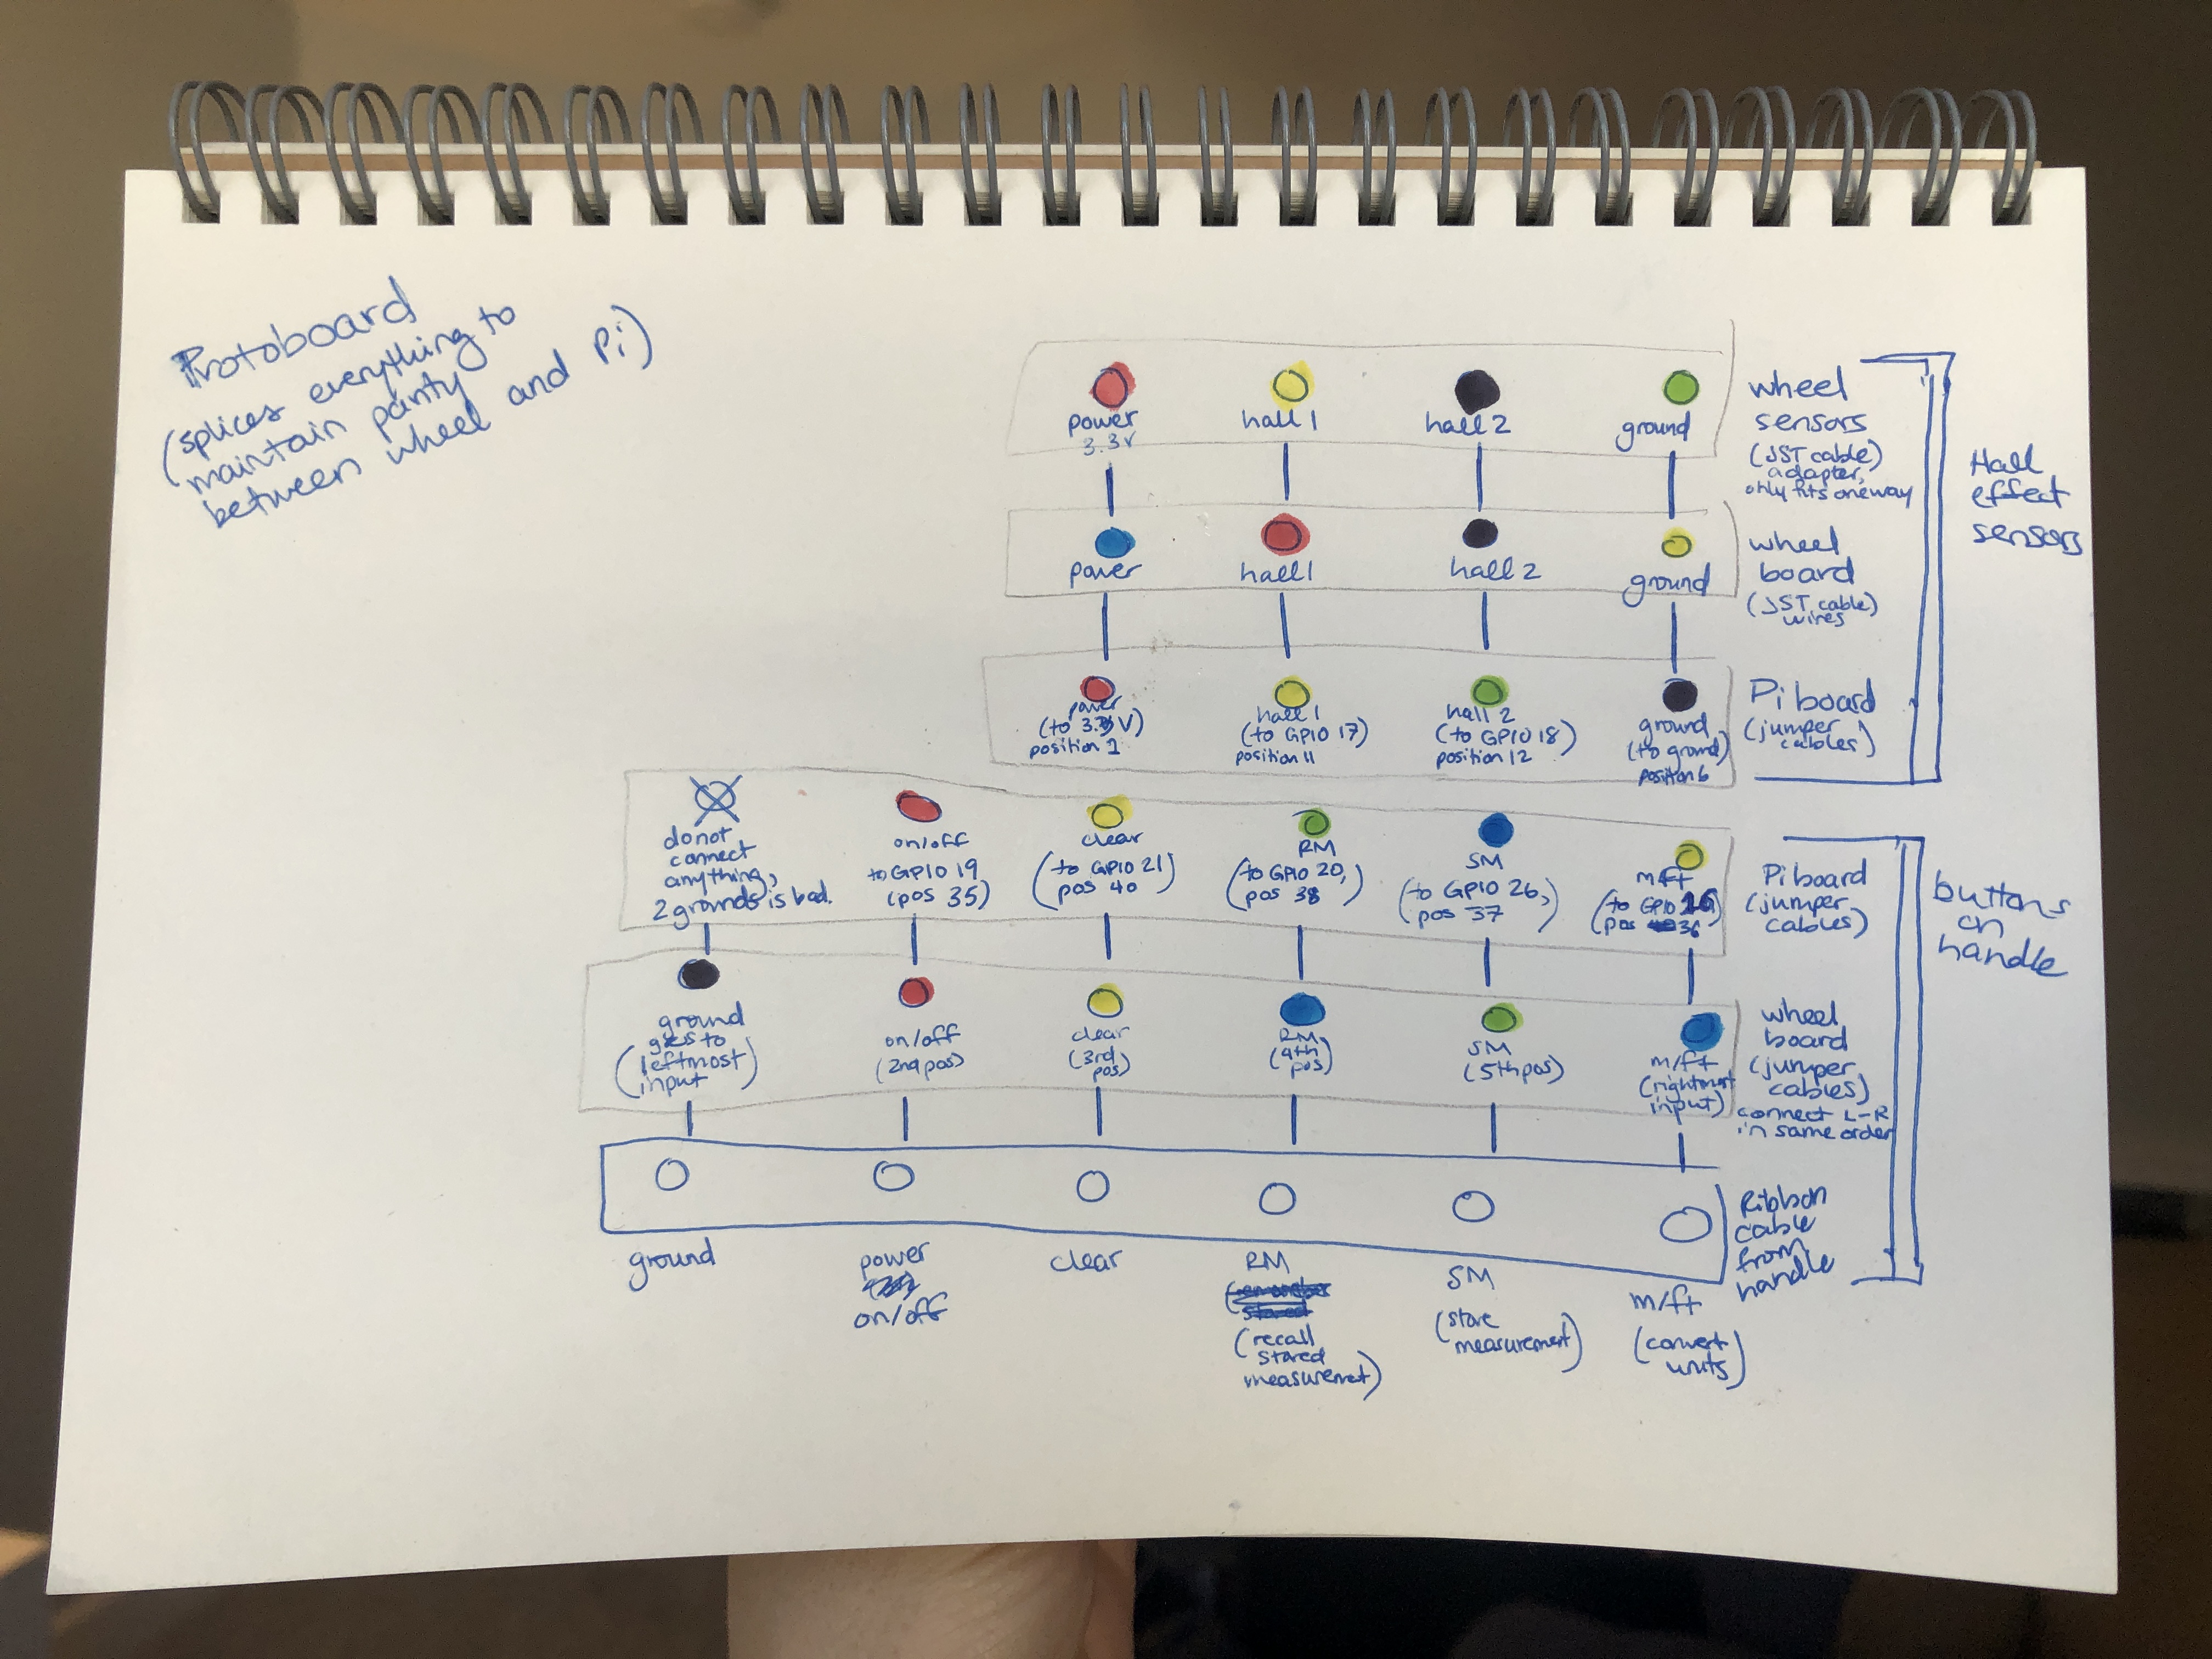 Protoboard
(splices everything to
maintain parity
between wheel and Pi)
power
3.3V
hall 1
hall 2
ground
wheel
sensors
(JST cable)
adapter,
only fits one way
power
hall 1
hall 2
ground
wheel
board
(JST cable)
wires
Hall
effect
sensors
power
(to 3.3V)
position 1
hall 1
(to GPIO 17)
position 11
hall 2
(to GPIO 18)
position 12
ground
(to ground)
position 6
Pi board
(jumper
cables)
do not
connect
anything,
2 grounds is bad.
on/off
to GPIO 19
(pos 35)
clear
(to GPIO 21)
pos 40
RM
(to GPIO 20,)
pos 38
SM
(to GPIO 26,)
pos 37
m/ft
(to GPIO 16)
(pos 36
Pi board
(jumper
cables)
buttons
on
handle
ground
goes to
(leftmost)
input
on/off
(2nd pos)
clear
(3rd
pos)
RM
(4th
pos)
SM
(5th pos)
m/ft
(rightmost
input)
wheel
board
(jumper
cables)
connect L-R
in same order
Ribbon
cable
from
handle
ground
power
on/off
clear
RM
(recall
stored
measuremet)
SM
(store
measurement)
m/ft
(convert
units)